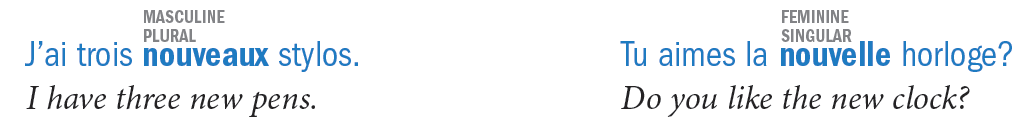 MASCULINE
PLURAL
J’ai trois nouveaux stylos.
I have three new pens.
FEMININE
SINGULAR
Tu aimes la nouvelle horloge?
Do you like the new clock?